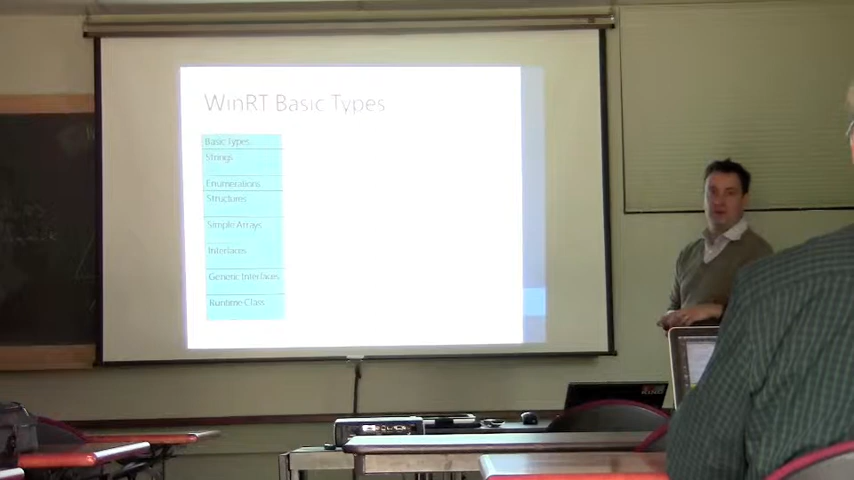 WinRT Basic Types
Basic Types
Strings
Enumerations
Structures
Simple Arrays
Interfaces
Generic Interfaces
Runtime Class